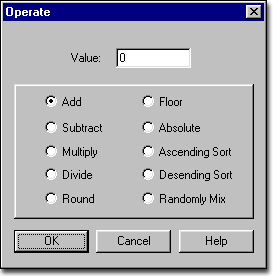 Operate
Value: 0
Add Floor
Subtract Absolute
Multiply Ascending Sort
Divide Desending Sort
Round Randomly Mix
OK Cancel Help